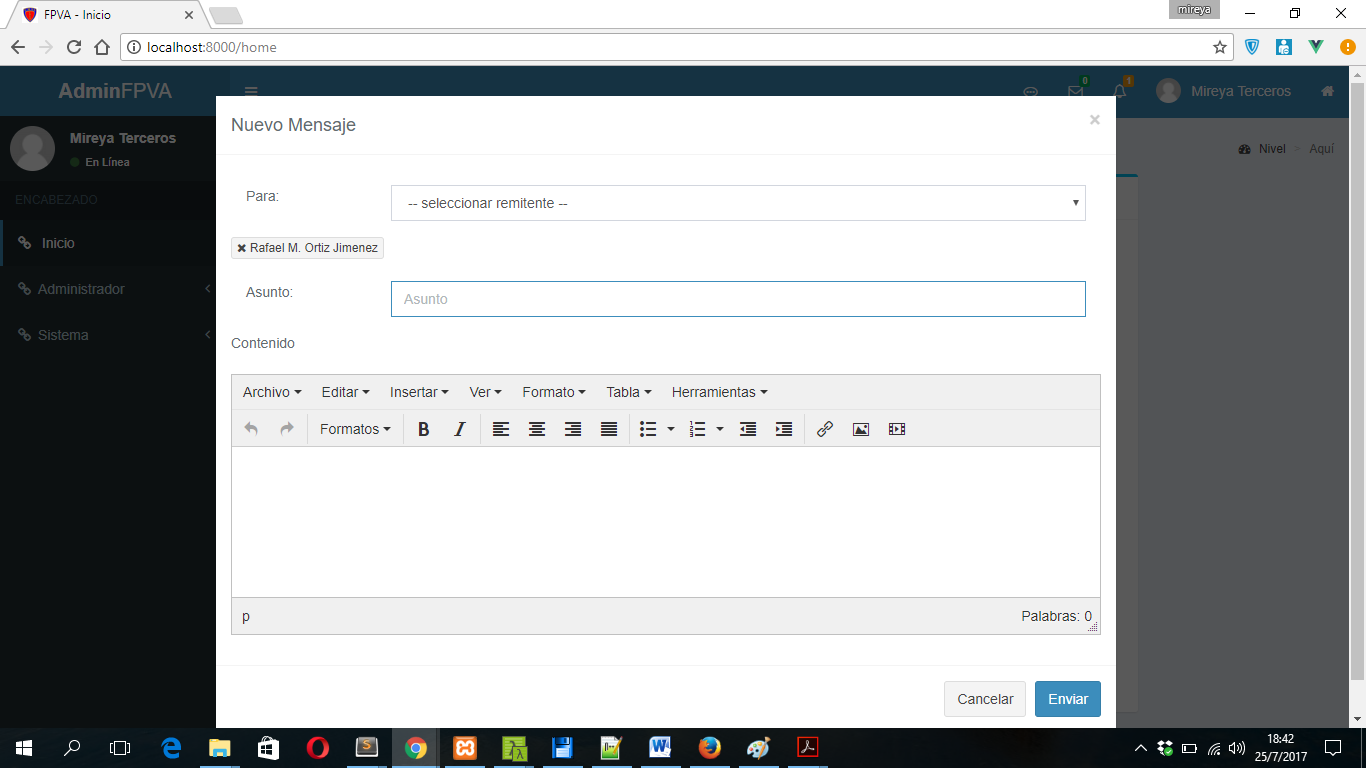 FPVA - Inicio
mireya
localhost:8000/home
AdminFPVA
0
1
Mireya Terceros
Mireya Terceros
En Línea
Nivel > Aquí
ENCABEZADO
Inicio
Administrador
Sistema
Nuevo Mensaje
×
Para:
-- seleccionar remitente --
Rafael M. Ortiz Jimenez
Asunto:
Asunto
Contenido
Archivo Editar Insertar Ver Formato Tabla Herramientas
Formatos B I
p
Palabras: 0
Cancelar Enviar
18:42
25/7/2017